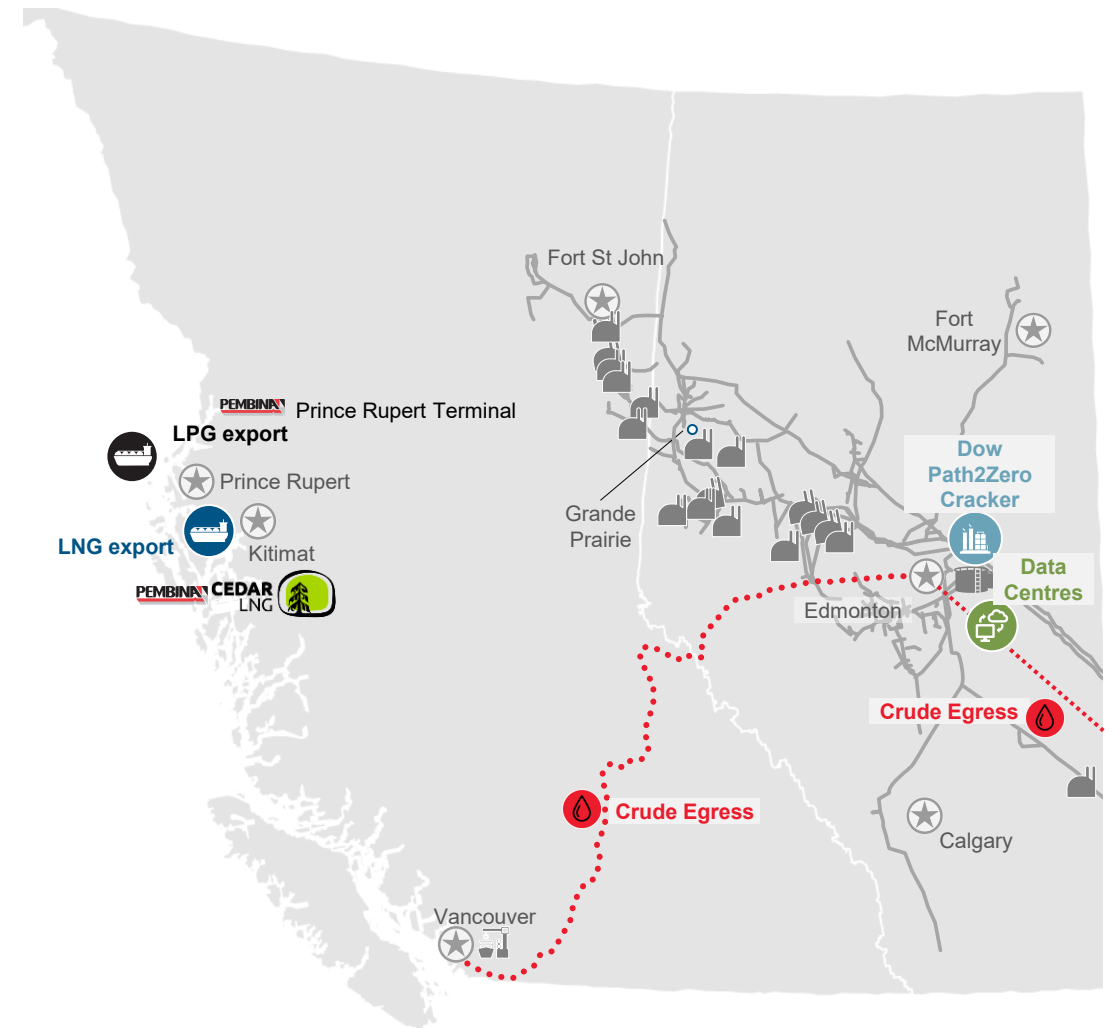 Fort St John
Fort
McMurray
PEMBINA
Prince Rupert Terminal
LPG export
Prince Rupert
LNG export
Kitimat
PEMBINA
CEDAR
LNG
Grande
Prairie
Dow
Path2Zero
Cracker
Data
Centres
Edmonton
Crude Egress
Crude Egress
Calgary
Vancouver